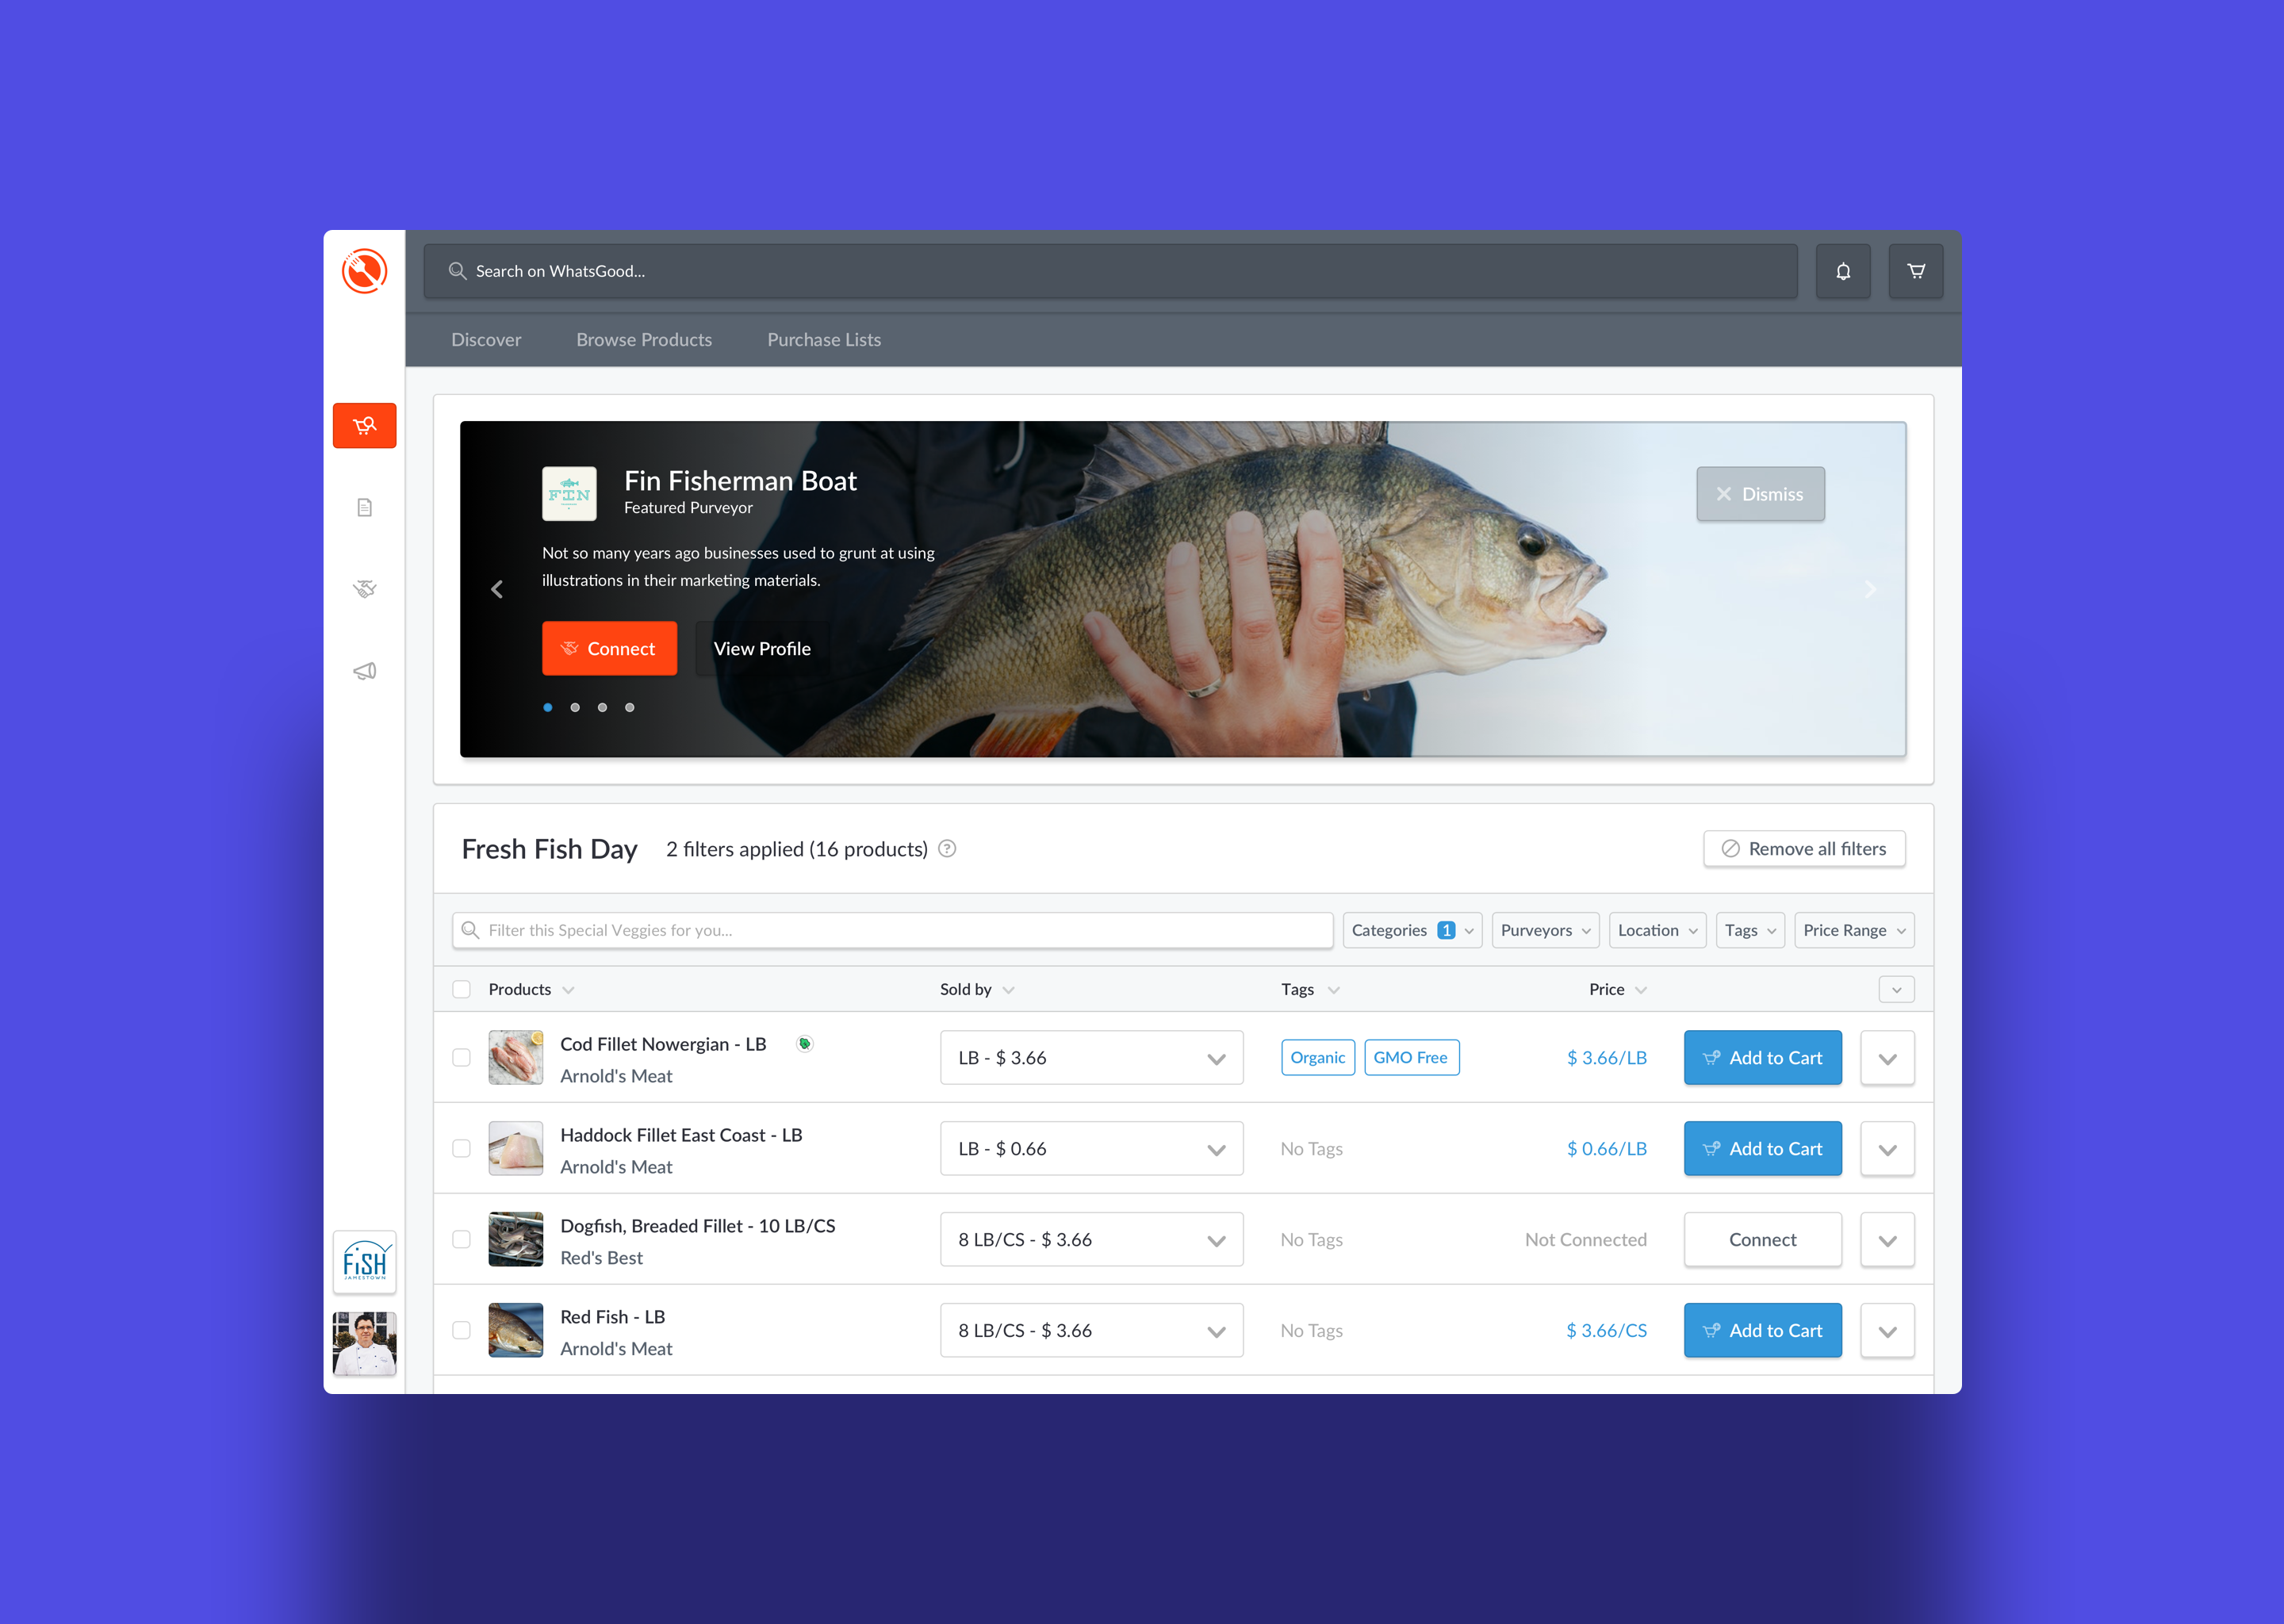 Search on WhatsGood...
Discover
Browse Products
Purchase Lists
FIN
Fin Fisherman Boat
Featured Purveyor
Dismiss
Not so many years ago businesses used to grunt at using
illustrations in their marketing materials.
Connect
View Profile
Fresh Fish Day
2 filters applied (16 products)
?
Remove all filters
Filter this Special Veggies for you...
Categories 1
Purveyors
Location
Tags
Price Range
Products
Sold by
Tags
Price
Cod Fillet Nowergian - LB
Arnold's Meat
LB - $ 3.66
Organic
GMO Free
$ 3.66/LB
Add to Cart
Haddock Fillet East Coast - LB
Arnold's Meat
LB - $ 0.66
No Tags
$ 0.66/LB
Add to Cart
Dogfish, Breaded Fillet - 10 LB/CS
Red's Best
8 LB/CS - $ 3.66
No Tags
Not Connected
Connect
Red Fish - LB
Arnold's Meat
8 LB/CS - $ 3.66
No Tags
$ 3.66/CS
Add to Cart
FiSH
JAMESTOWN